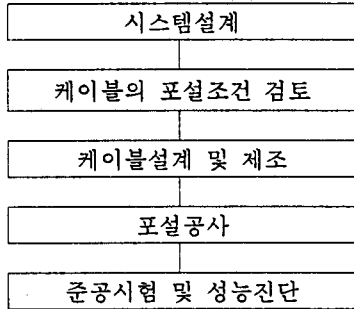 시스템설계
케이블의 포설조건 검토
케이블설계 및 제조
포설공사
준공시험 및 성능진단